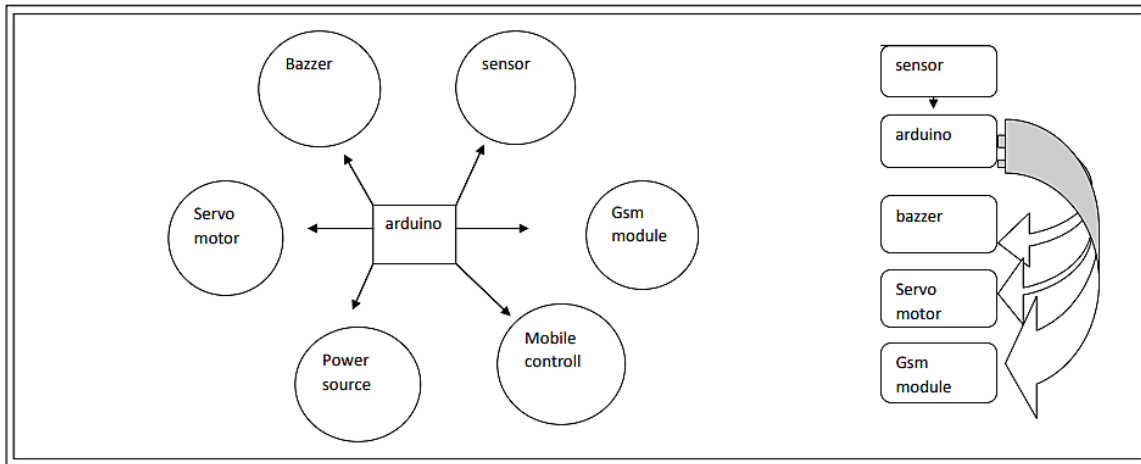 Bazzer
sensor
Servo
motor
arduino
Gsm
module
Power
source
Mobile
controll
sensor
arduino
bazzer
Servo
motor
Gsm
module